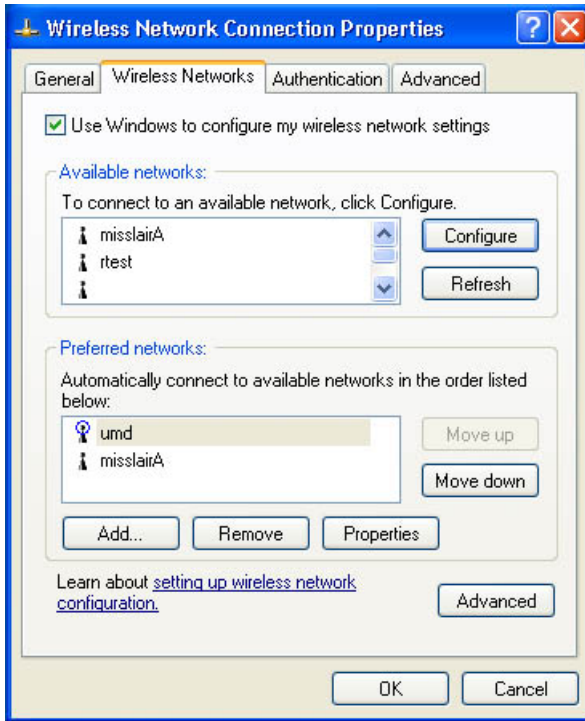 Wireless Network Connection Properties
General Wireless Networks Authentication Advanced
Use Windows to configure my wireless network settings
Available networks:
To connect to an available network, click Configure.
misslairA
rtest
Configure
Refresh
Preferred networks:
Automatically connect to available networks in the order listed
below:
umd
misslairA
Move up
Move down
Add... Remove Properties
Learn about setting up wireless network
configuration.
Advanced
OK Cancel